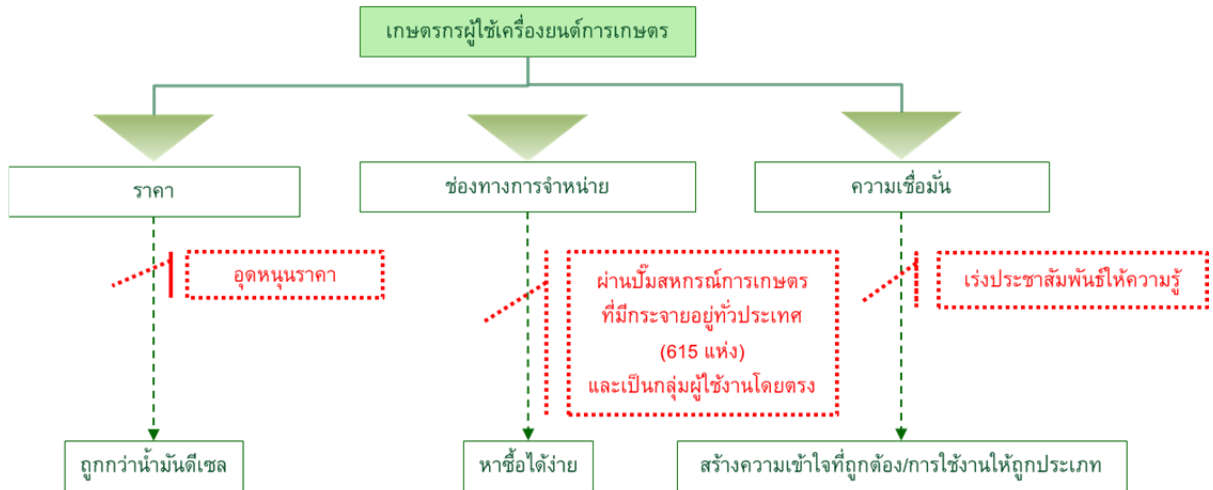 เกษตรกรผู้ใช้เครื่องยนต์การเกษตร
ราคา
ช่องทางการจำหน่าย
ความเชื่อมั่น
อุดหนุนราคา
ผ่านปั๊มสหกรณ์การเกษตร
ที่มีกระจายอยู่ทั่วประเทศ
(615 แห่ง)
และเป็นกลุ่มผู้ใช้งานโดยตรง
เร่งประชาสัมพันธ์ให้ความรู้
ถูกกว่าน้ำมันดีเซล
หาซื้อได้ง่าย
สร้างความเข้าใจที่ถูกต้อง/การใช้งานให้ถูกประเภท